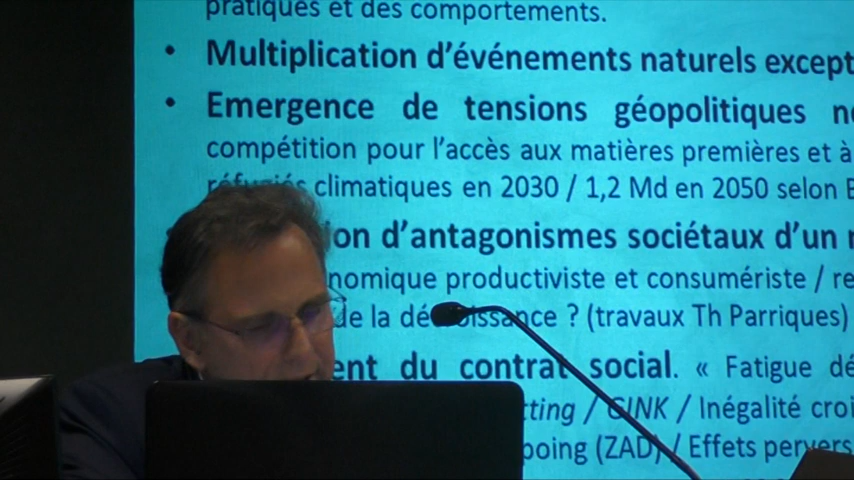 pratiques et des comportements.
• Multiplication d'événements naturels except
• Emergence de tensions géopolitiques n
compétition pour l'accès aux matières premières et à
réfugiés climatiques en 2030 / 1,2 Md en 2050 selon
ion d'antagonismes sociétaux d'un
nomique productiviste et consumériste / re
de la décroissance ? (travaux Th Parriques)
ent du contrat social. « Fatigue dé
cting / GINK / Inégalité croi
poing (ZAD) / Effets pervers